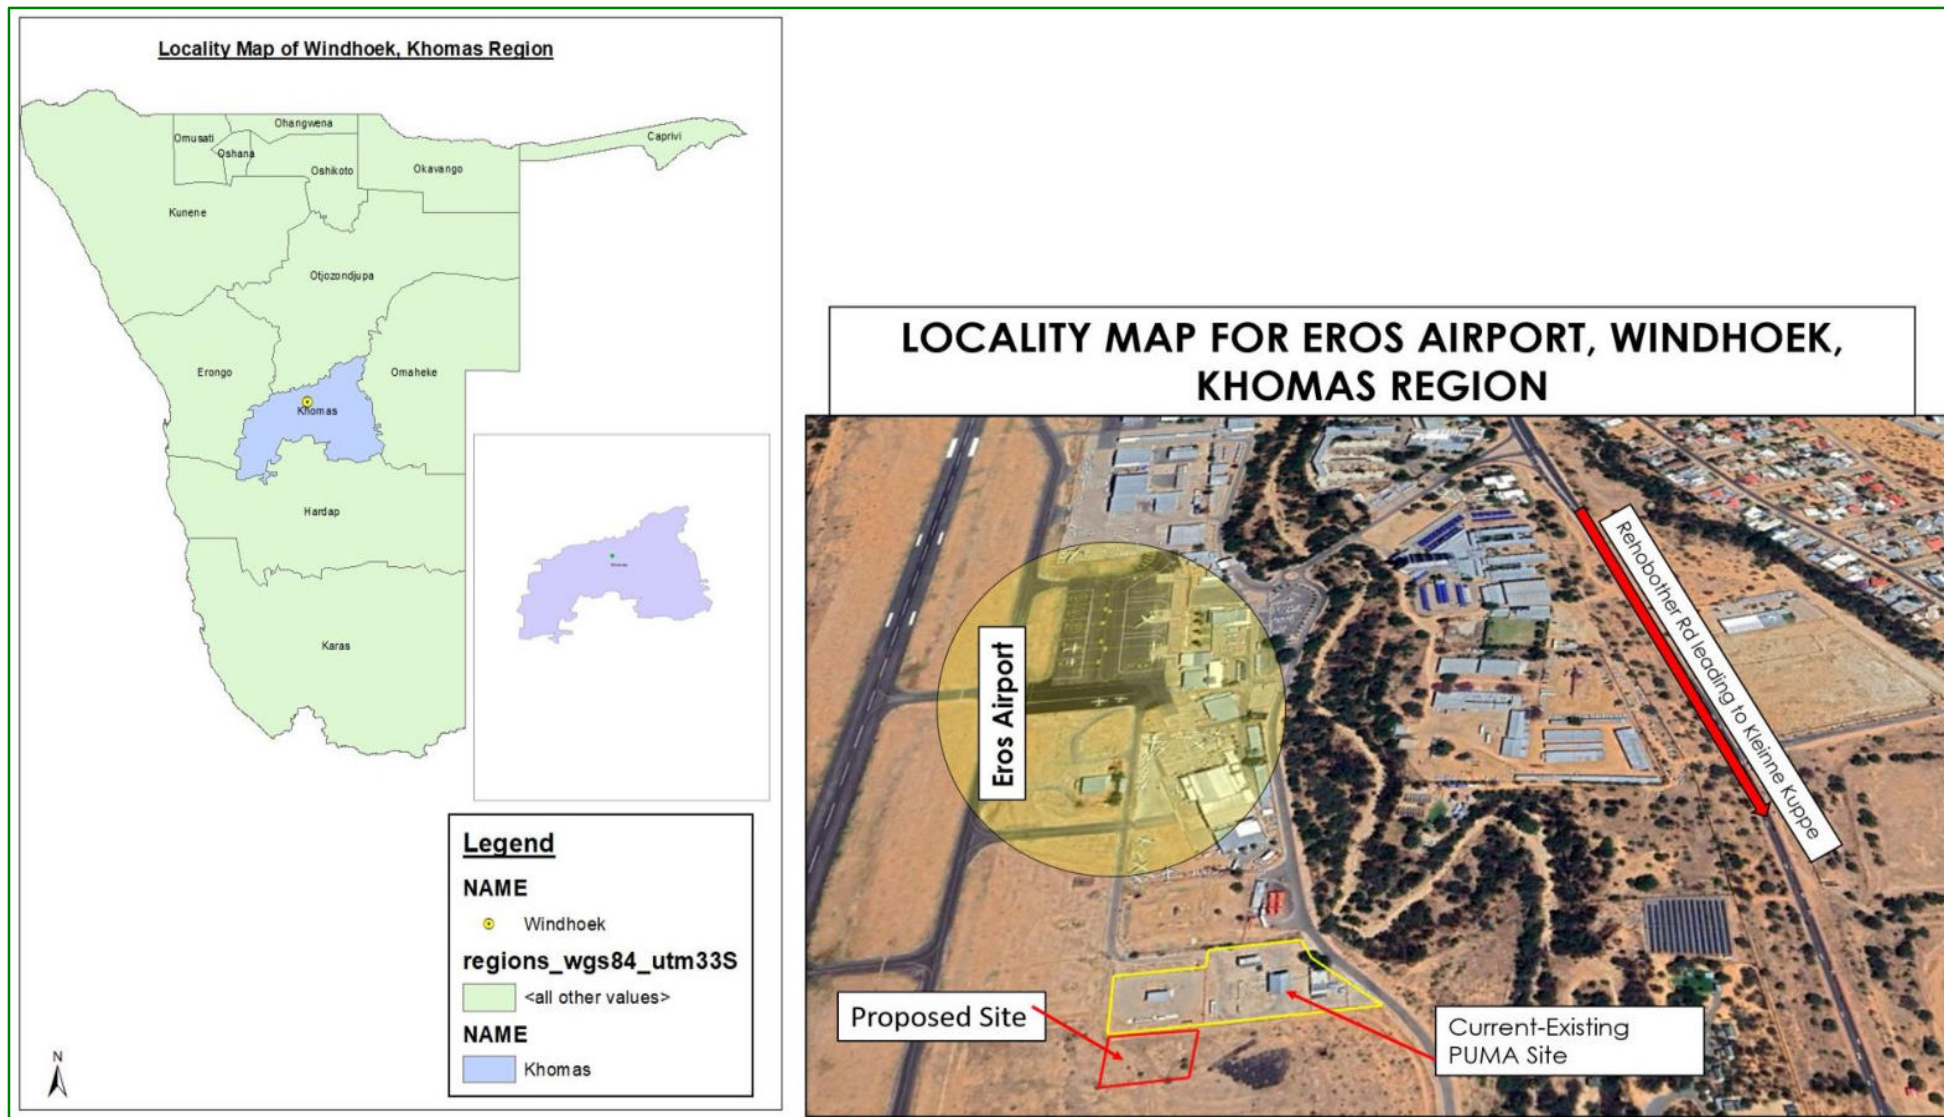 Locality Map of Windhoek, Khomas Region
Ohangwena
Omusati
Oshana
Caprivi
Oshikoto
Okavango
Kunene
Otjozondjupa
Erongo
Omaheke
Khomas
Hardap
Karas
Legend
NAME
Windhoek
regions_wgs84_utm33S
<all other values>
NAME
Khomas
N
LOCALITY MAP FOR EROS AIRPORT, WINDHOEK,
KHOMAS REGION
Rehobother Rd leading to Kleinne Kuppe
Eros Airport
Proposed Site
Current-Existing
PUMA Site